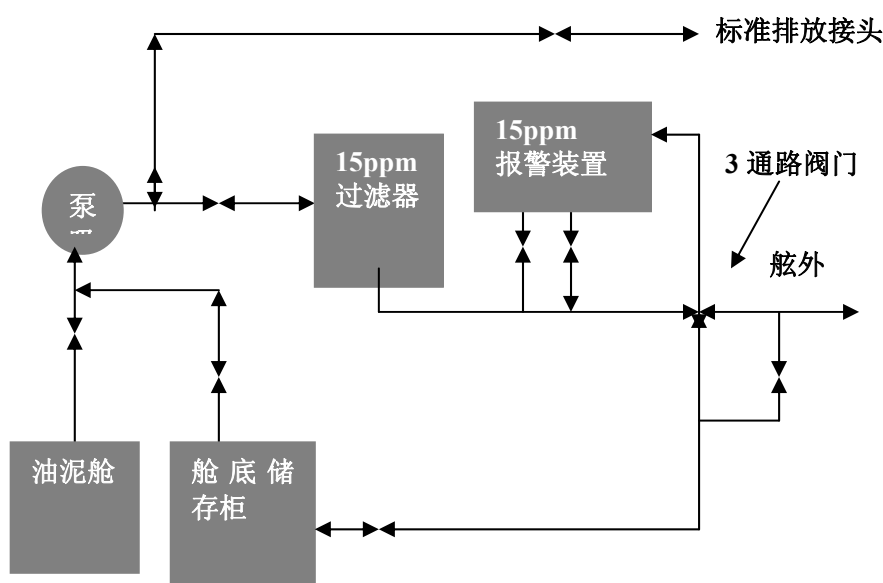 标准排放接头
15ppm
报警装置
15ppm
过滤器
3 通路阀门
泵
舷外
油泥舱
舱 底 储
存柜